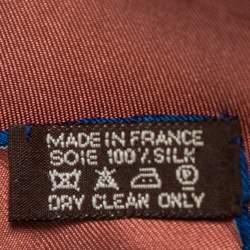 MADE IN FRANCE
SOIE 100% SILK
DRY CLEAN ONLY